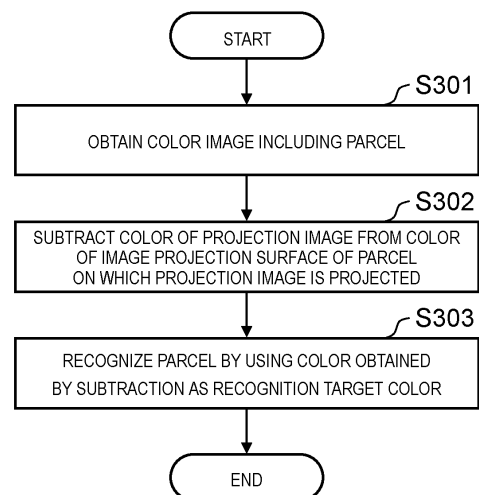 START
S301
OBTAIN COLOR IMAGE INCLUDING PARCEL
S302
SUBTRACT COLOR OF PROJECTION IMAGE FROM COLOR
OF IMAGE PROJECTION SURFACE OF PARCEL
ON WHICH PROJECTION IMAGE IS PROJECTED
S303
RECOGNIZE PARCEL BY USING COLOR OBTAINED
BY SUBTRACTION AS RECOGNITION TARGET COLOR
END